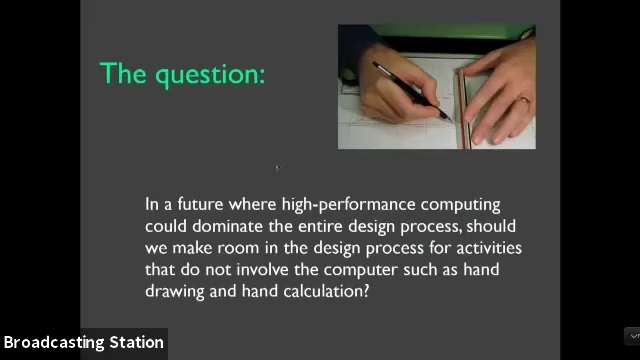 The question:
In a future where high-performance computing
could dominate the entire design process, should
we make room in the design process for activities
that do not involve the computer such as hand
drawing and hand calculation?
Broadcasting Station